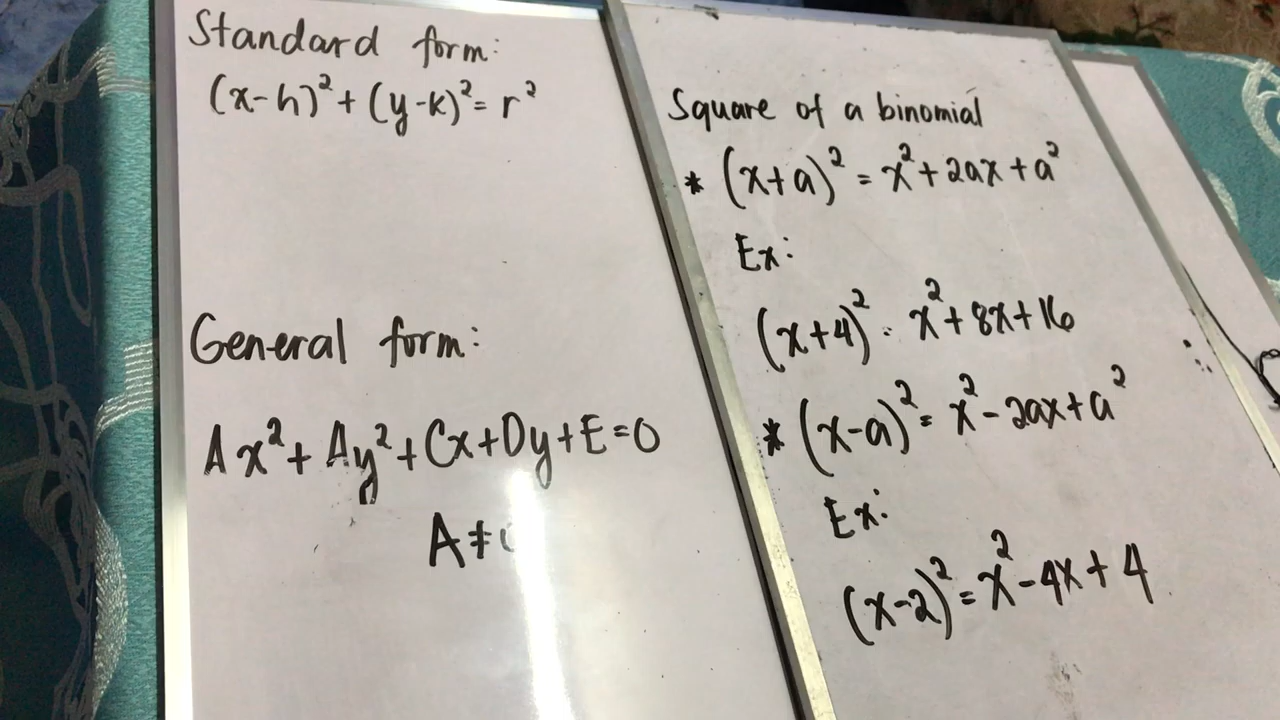 Standard form:
(x-h)²+(y-k)²=r²
General form:
Ax²+Ay²+Cx+Dy+E=0
A≠
Square of a binomial
* (x+a)² = x²+2ax+a²
Ex:
(x+4)² = x²+8x+16
* (x-a)² = x²-2ax+a²
Ex:
(x-2)² = x²-4x+4